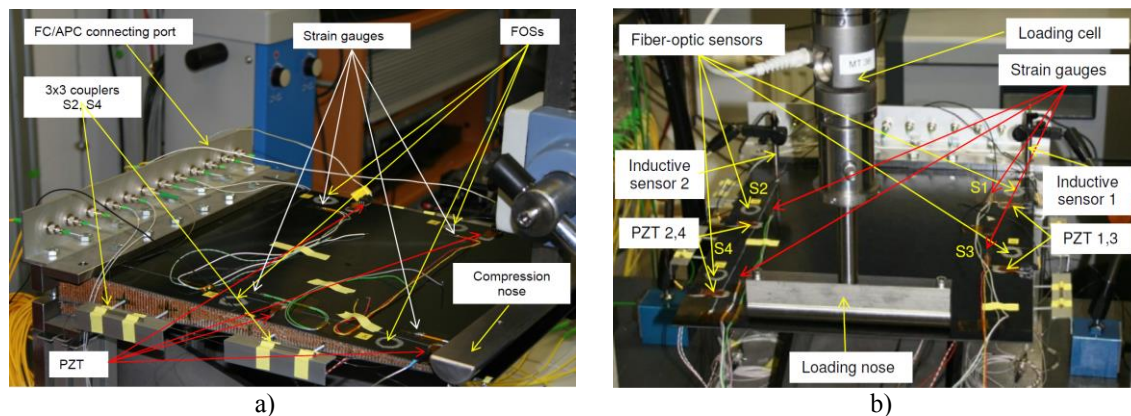 FC/APC connecting port
Strain gauges
FOSs
3x3 couplers
S2, S4
Compression
nose
PZT
a)
Fiber-optic sensors
Loading cell
Strain gauges
Inductive
sensor 2
S2
S1
Inductive
sensor 1
PZT 2,4
PZT 1,3
S4
S3
Loading nose
b)